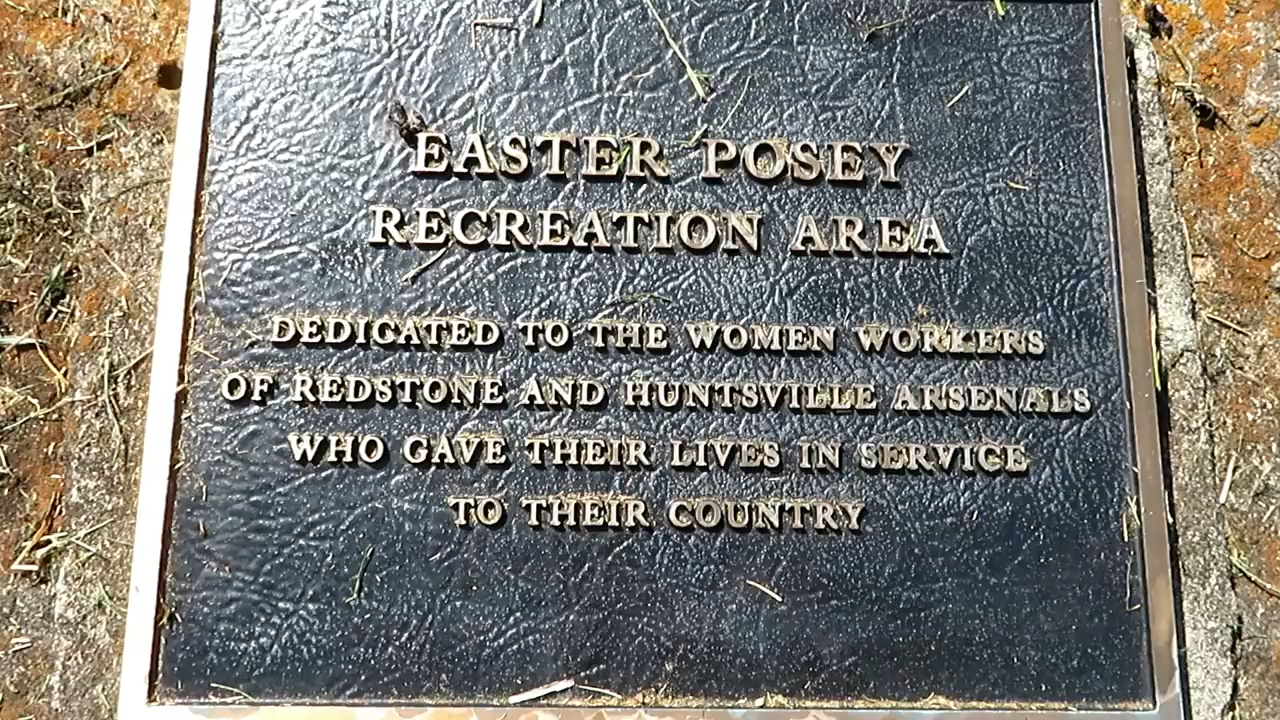 EASTER POSEY
RECREATION AREA
DEDICATED TO THE WOMEN WORKERS
OF REDSTONE AND HUNTSVILLE ARSENALS
WHO GAVE THEIR LIVES IN SERVICE
TO THEIR COUNTRY